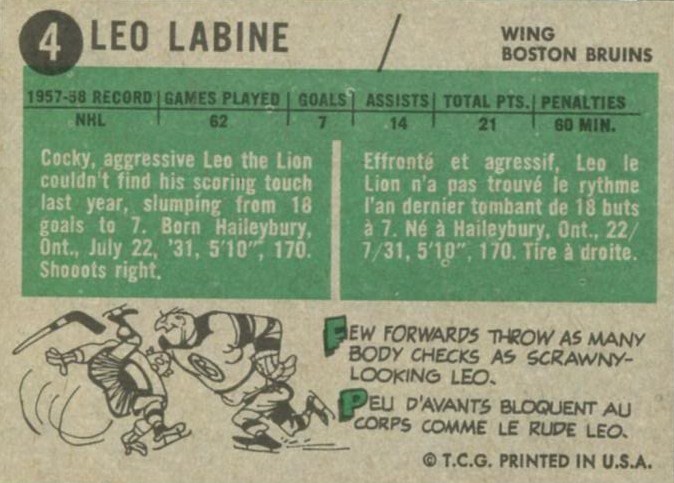 4 LEO LABINE / WING
BOSTON BRUINS
1957-58 RECORD GAMES PLAYED GOALS ASSISTS TOTAL PTS. PENALTIES
NHL 62 7 14 21 60 MIN.
Cocky, aggressive Leo the Lion
couldn't find his scoring touch
last year, slumping from 18
goals to 7. Born Haileybury,
Ont., July 22, '31, 5'10", 170.
Shooots right.
Effronté et agressif, Leo le
Lion n'a pas trouvé le rythme
l'an dernier tombant de 18 buts
à 7. Né à Haileybury, Ont., 22/
7/31, 5'10", 170. Tire à droite.
FEW FORWARDS THROW AS MANY
BODY CHECKS AS SCRAWNY-
LOOKING LEO.
PEU D'AVANTS BLOQUENT AU
CORPS COMME LE RUDE LEO.
© T.C.G. PRINTED IN U.S.A.